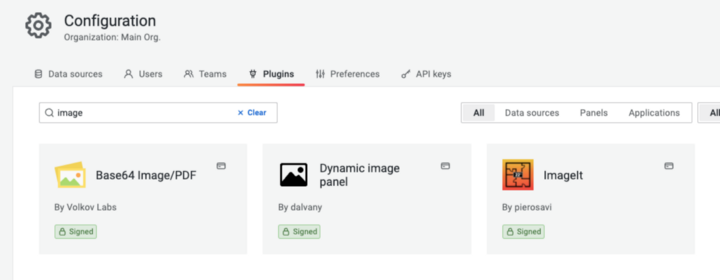 Configuration
Organization: Main Org.
Data sources
Users
Teams
Plugins
Preferences
API keys
image
× Clear
All
Data sources
Panels
Applications
All
Base64 Image/PDF
By Volkov Labs
Signed
Dynamic image
panel
By dalvany
Signed
ImageIt
By pierosavi
Signed